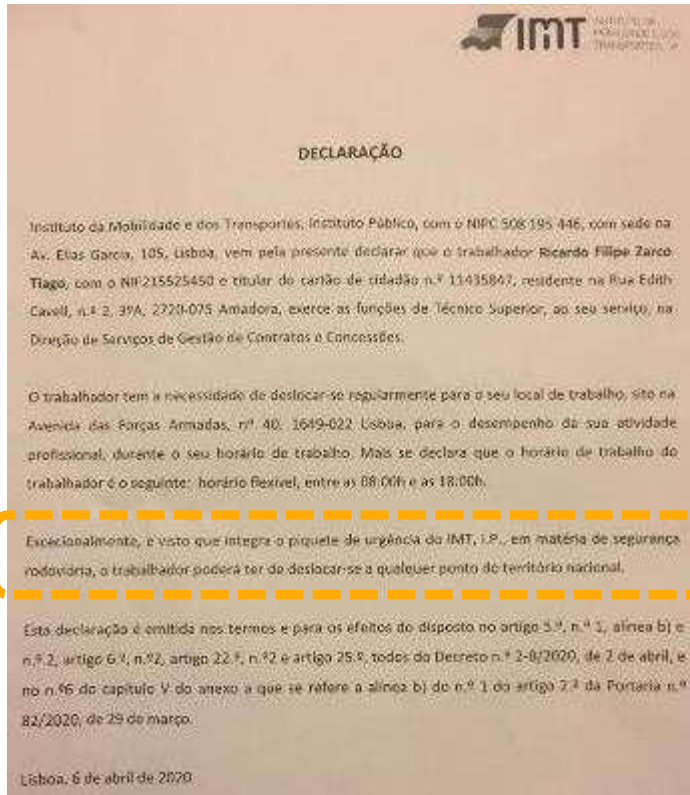 IMT INSTITUTO DA
MOBILIDADE E DOS
TRANSPORTES, I.P.
DECLARAÇÃO
Instituto da Mobilidade e dos Transportes, Instituto Público, com o NIPC 508 195 446, com sede na
Av. Elias Garcia, 105, Lisboa, vem pela presente declarar que o trabalhador Ricardo Filipe Zarco
Tiago, com o NIF215525450 e titular do cartão de cidadão n.º 11435847, residente na Rua Edith
Cavell, n.º 2, 3ºA, 2720-075 Amadora, exerce as funções de Técnico Superior, ao seu serviço, na
Direção de Serviços de Gestão de Contratos e Concessões.
O trabalhador tem a necessidade de deslocar-se regularmente para o seu local de trabalho, sito na
Avenida das Forças Armadas, nº 40, 1649-022 Lisboa, para o desempenho da sua atividade
profissional, durante o seu horário de trabalho. Mais se declara que o horário de trabalho do
trabalhador é o seguinte: horário flexível, entre as 08:00h e as 18:00h.
Excecionalmente, e visto que integra o piquete de urgência do IMT, I.P., em matéria de segurança
rodoviária, o trabalhador poderá ter de deslocar-se a qualquer ponto do território nacional.
Esta declaração é emitida nos termos e para os efeitos do disposto no artigo 5.º, n.º 1, alínea b) e
n.º 2, artigo 6.º, n.º2, artigo 22.º, n.º2 e artigo 25.º, todos do Decreto n.º 2-B/2020, de 2 de abril, e
no n.º6 do capítulo V do anexo a que se refere a alínea b) do n.º 1 do artigo 2.º da Portaria n.º
82/2020, de 29 de março.
Lisboa, 6 de abril de 2020